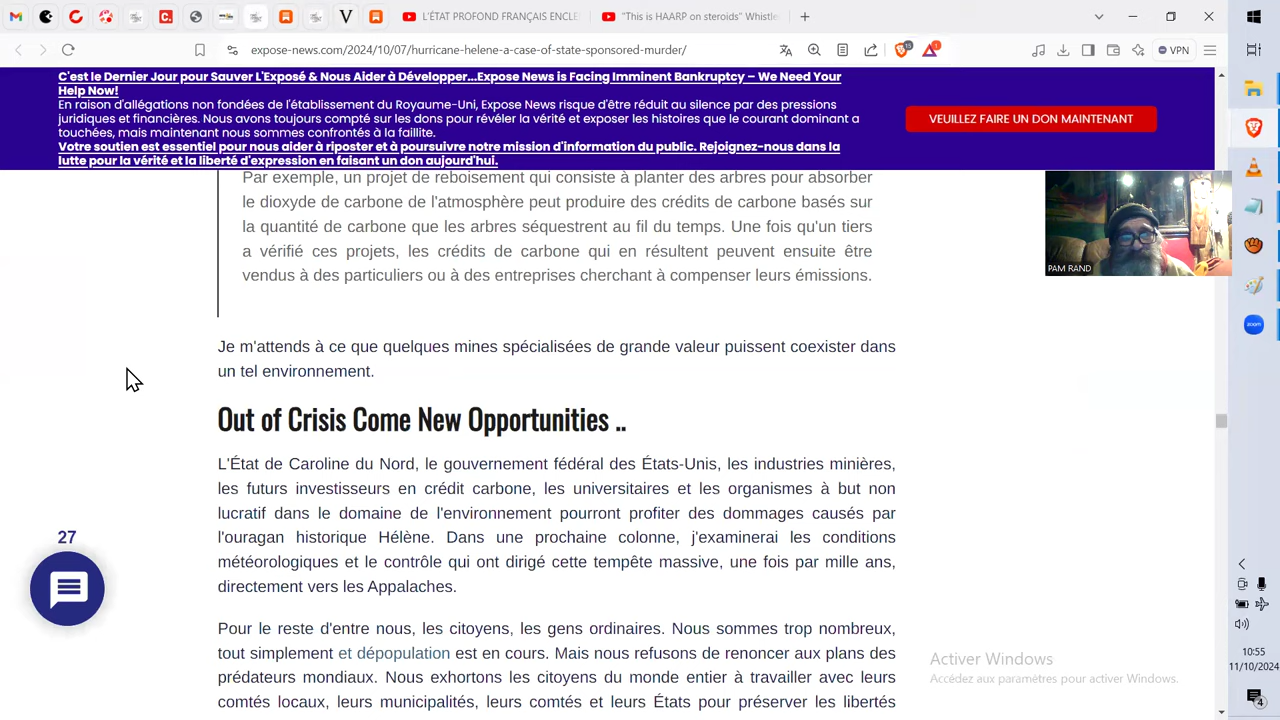 L'ÉTAT PROFOND FRANÇAIS ENCLE
"This is HAARP on steroids" Whistle
expose-news.com/2024/10/07/hurricane-helene-a-case-of-state-sponsored-murder/
VPN
C'est le Dernier Jour pour Sauver L'Exposé & Nous Aider à Développer...Expose News is Facing Imminent Bankruptcy – We Need Your
Help Now!
En raison d'allégations non fondées de l'établissement du Royaume-Uni, Expose News risque d'être réduit au silence par des pressions
juridiques et financières. Nous avons toujours compté sur les dons pour révéler la vérité et exposer les histoires que le courant dominant a
touchées, mais maintenant nous sommes confrontés à la faillite.
Votre soutien est essentiel pour nous aider à riposter et à poursuivre notre mission d'information du public. Rejoignez-nous dans la
lutte pour la vérité et la liberté d'expression en faisant un don aujourd'hui.
VEUILLEZ FAIRE UN DON MAINTENANT
Par exemple, un projet de reboisement qui consiste à planter des arbres pour absorber
le dioxyde de carbone de l'atmosphère peut produire des crédits de carbone basés sur
la quantité de carbone que les arbres séquestrent au fil du temps. Une fois qu'un tiers
a vérifié ces projets, les crédits de carbone qui en résultent peuvent ensuite être
vendus à des particuliers ou à des entreprises cherchant à compenser leurs émissions.
PAM RAND
Je m'attends à ce que quelques mines spécialisées de grande valeur puissent coexister dans
un tel environnement.
Out of Crisis Come New Opportunities ..
L'État de Caroline du Nord, le gouvernement fédéral des États-Unis, les industries minières,
les futurs investisseurs en crédit carbone, les universitaires et les organismes à but non
lucratif dans le domaine de l'environnement pourront profiter des dommages causés par
l'ouragan historique Hélène. Dans une prochaine colonne, j'examinerai les conditions
météorologiques et le contrôle qui ont dirigé cette tempête massive, une fois par mille ans,
directement vers les Appalaches.
27
Pour le reste d'entre nous, les citoyens, les gens ordinaires. Nous sommes trop nombreux,
tout simplement et dépopulation est en cours. Mais nous refusons de renoncer aux plans des
prédateurs mondiaux. Nous exhortons les citoyens du monde entier à travailler avec leurs
comtés locaux, leurs municipalités, leurs comtés et leurs États pour préserver les libertés
Activer Windows
Accédez aux paramètres pour activer Windows.
zoom
10:55
11/10/2024
4